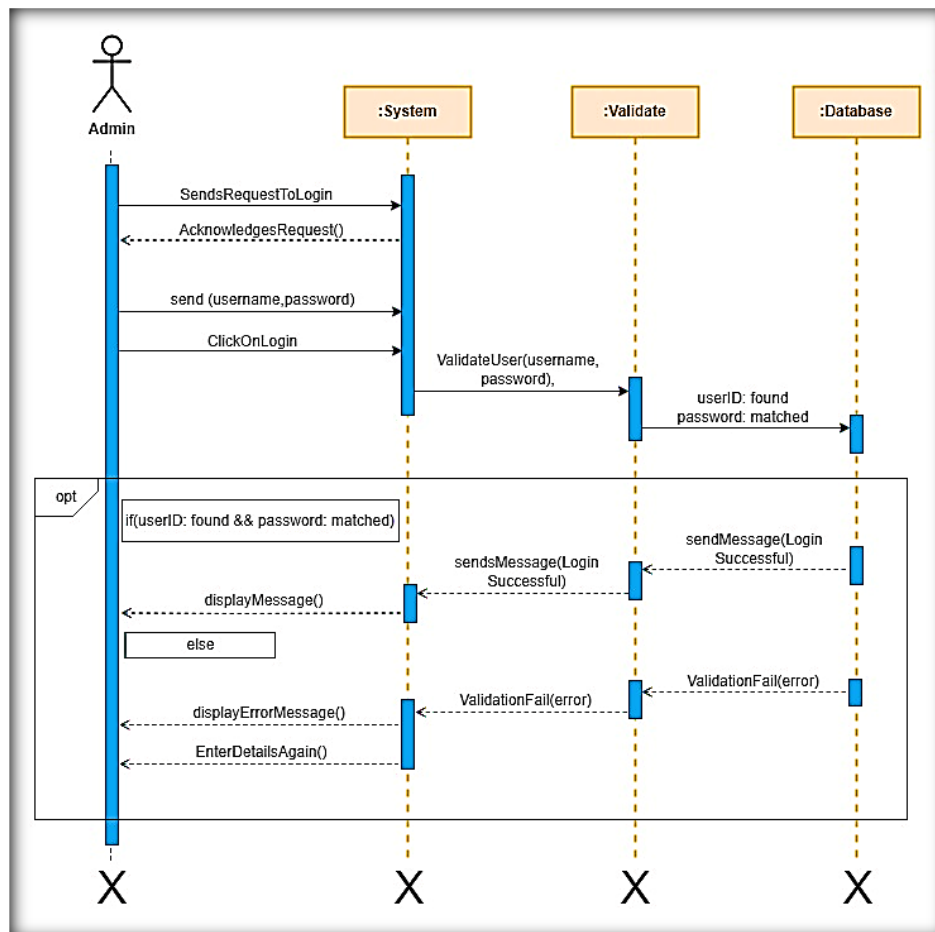 Admin
:System
:Validate
:Database
SendsRequestToLogin
AcknowledgesRequest()
send (username,password)
ClickOnLogin
ValidateUser(username,
password),
userID: found
password: matched
opt
if(userID: found && password: matched)
sendMessage(Login
Successful)
sendsMessage(Login
Successful)
displayMessage()
else
ValidationFail(error)
ValidationFail(error)
displayErrorMessage()
EnterDetailsAgain()